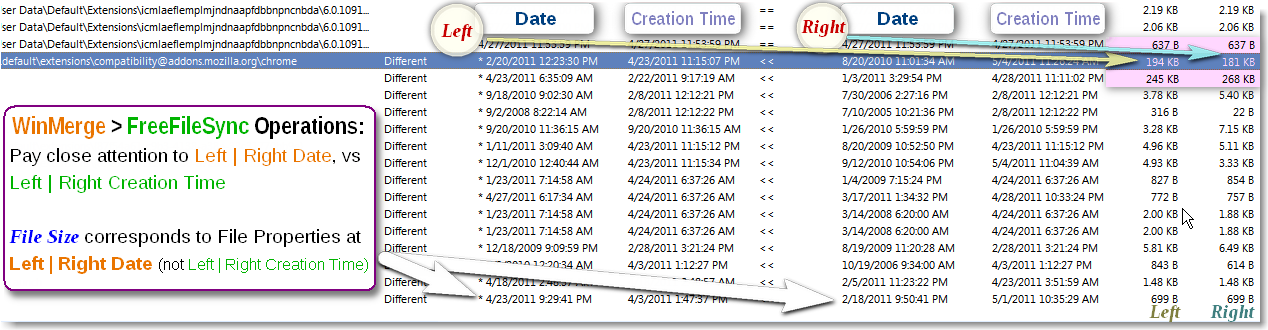 Left Date Creation Time Right Date Creation Time
ser Data\Default\Extensions\icmlaeflemplmjndnaapfdbbnpncnbda\6.0.1091... == == 2.19 KB 2.19 KB
ser Data\Default\Extensions\icmlaeflemplmjndnaapfdbbnpncnbda\6.0.1091... == == 2.06 KB 2.06 KB
ser Data\Default\Extensions\icmlaeflemplmjndnaapfdbbnpncnbda\6.0.1091... 4/27/2011 11:53:59 PM 4/27/2011 11:53:59 PM == 4/27/2011 11:53:59 PM 4/27/2011 11:53:59 PM 637 B 637 B
default\extensions\compatibility@addons.mozilla.org\chrome Different * 2/20/2011 12:23:30 PM 4/23/2011 11:15:07 PM << 8/20/2010 11:01:34 AM 5/4/2011 11:20:24 AM 194 KB 181 KB
* 4/23/2011 6:35:09 AM 2/22/2011 9:17:19 AM << 1/3/2011 3:29:54 PM 4/28/2011 11:11:02 PM 245 KB 268 KB
Different * 9/18/2010 9:02:30 AM 2/8/2011 12:12:21 PM << 7/30/2006 2:27:16 PM 2/8/2011 12:12:21 PM 3.78 KB 5.40 KB
Different * 9/2/2008 8:22:14 AM 2/8/2011 12:12:22 PM << 7/10/2005 10:21:36 PM 2/8/2011 12:12:22 PM 316 B 22 B
Different * 9/20/2010 11:36:15 AM 9/20/2010 11:36:15 AM << 1/26/2010 5:59:59 PM 1/26/2010 5:59:59 PM 3.28 KB 7.15 KB
Different * 1/11/2011 3:09:40 AM 4/23/2011 11:15:12 PM << 8/20/2009 10:52:50 PM 4/23/2011 11:15:12 PM 4.96 KB 5.11 KB
Different * 12/1/2010 12:40:44 AM 4/23/2011 11:15:34 PM << 9/12/2010 10:54:06 PM 5/4/2011 11:04:39 AM 4.93 KB 3.33 KB
Different * 1/23/2011 7:14:58 AM 4/24/2011 6:37:26 AM << 1/4/2009 7:15:24 PM 4/24/2011 6:37:26 AM 827 B 854 B
Different * 4/27/2011 6:17:34 AM 4/24/2011 6:37:26 AM << 3/17/2011 1:34:32 PM 4/28/2011 10:33:24 PM 772 B 757 B
Different * 1/23/2011 7:14:58 AM 4/24/2011 6:37:26 AM << 3/14/2008 6:20:00 AM 4/24/2011 6:37:26 AM 2.00 KB 1.88 KB
Different * 1/23/2011 7:14:58 AM 4/24/2011 6:37:26 AM << 3/14/2008 6:20:00 AM 4/24/2011 6:37:26 AM 2.00 KB 1.88 KB
Different * 12/18/2009 9:09:59 PM 2/28/2011 3:21:24 PM << 8/19/2009 11:20:28 AM 2/28/2011 3:21:24 PM 5.81 KB 6.49 KB
12:20:34 AM 4/3/2011 1:12:27 PM << 10/19/2006 9:34:00 AM 4/3/2011 1:12:27 PM 843 B 614 B
Different * 4/18/2011 << 2/5/2011 11:23:22 PM 4/23/2011 3:51:59 AM 1.48 KB 1.48 KB
Different * 4/23/2011 9:29:41 PM 4/3/2011 1:47:37 PM 2/18/2011 9:50:41 PM 5/1/2011 10:35:29 AM 699 B 699 B
Left Right
WinMerge > FreeFileSync Operations:
Pay close attention to Left | Right Date, vs
Left | Right Creation Time
File Size corresponds to File Properties at
Left | Right Date (not Left | Right Creation Time)